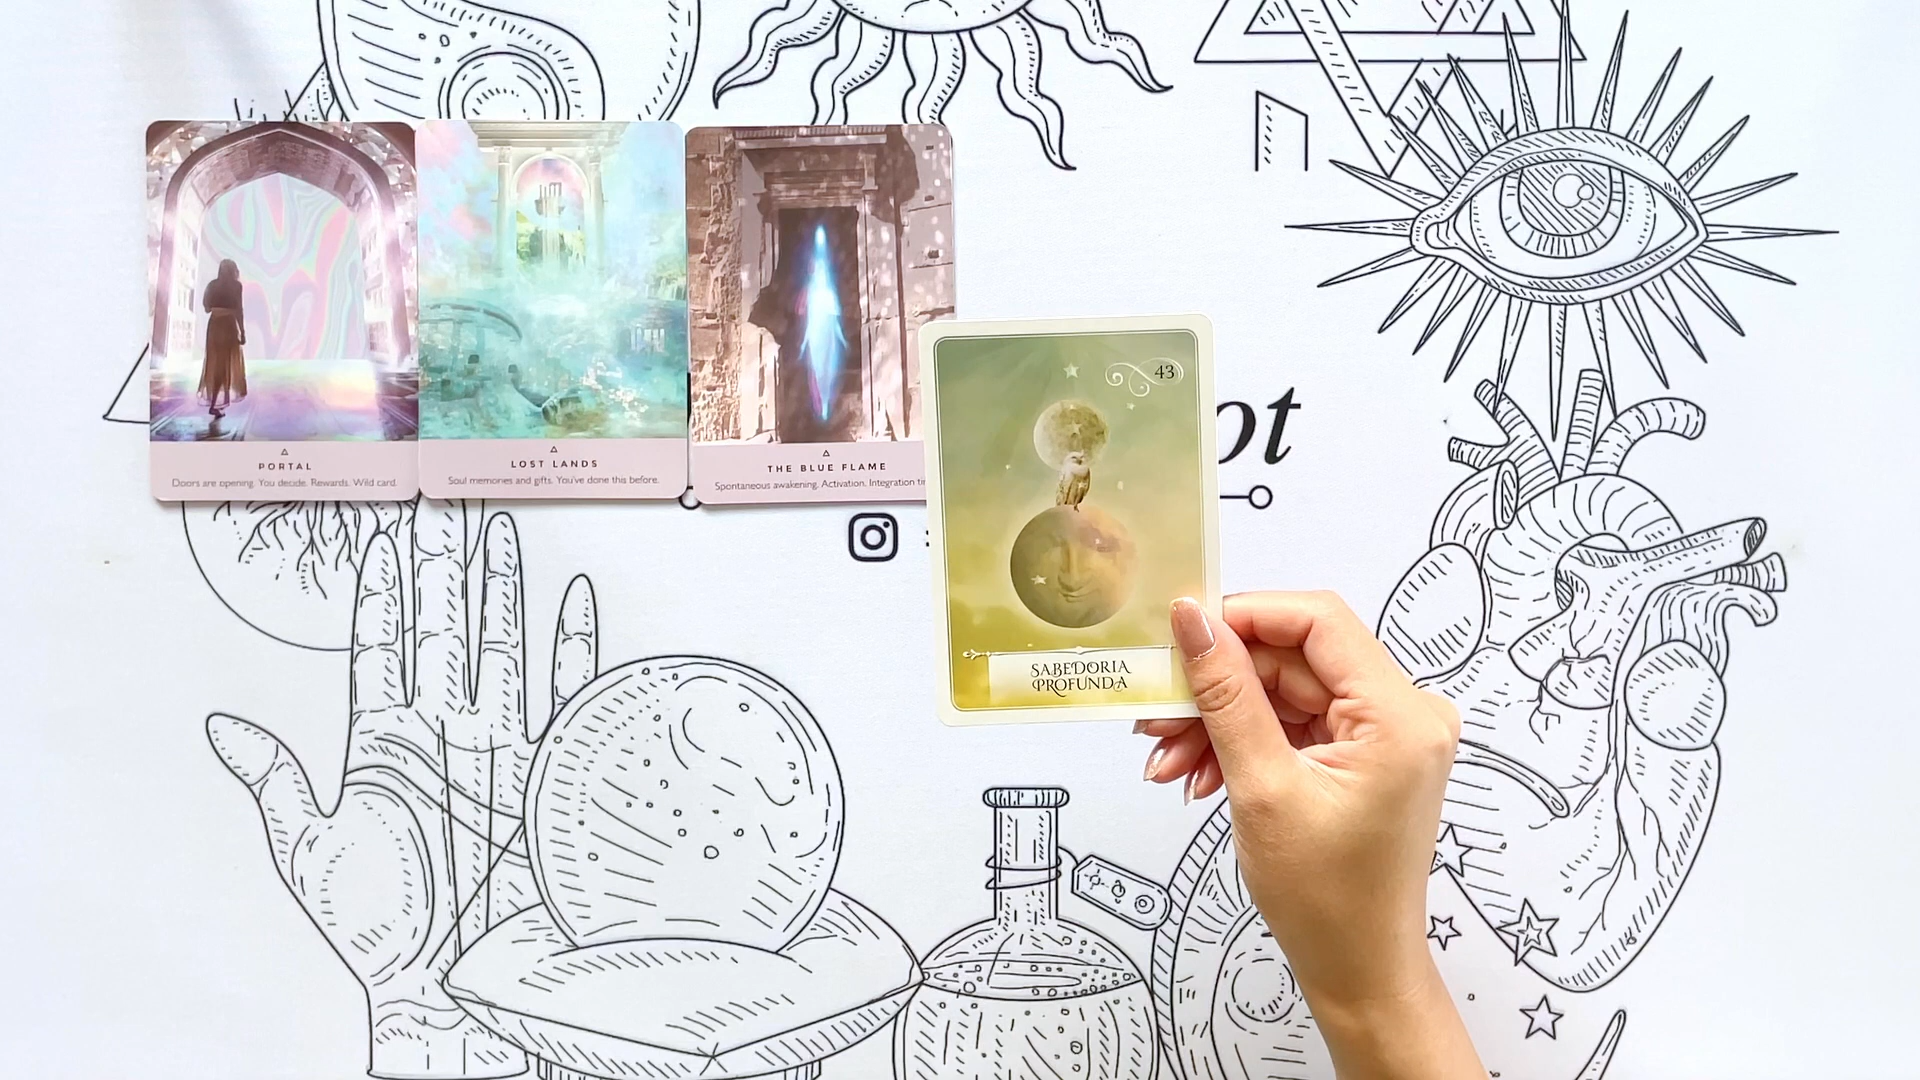 PORTAL
Doors are opening. You decide. Rewards. Wild card.
LOST LANDS
Soul memories and gifts. You've done this before.
THE BLUE FLAME
Spontaneous awakening. Activation. Integration
43
SABEDORIA
PROFUNDA